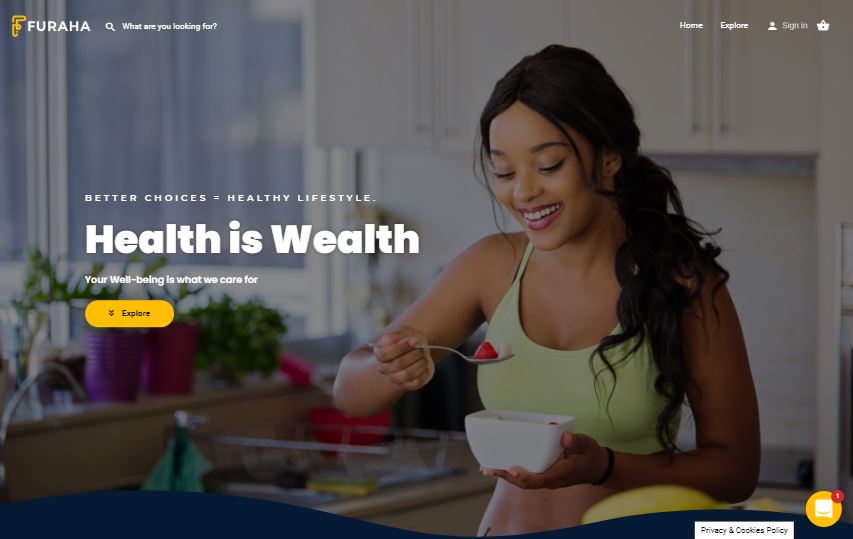 FURAHA
What are you looking for?
Home
Explore
Sign in
BETTER CHOICES = HEALTHY LIFESTYLE.
Health is Wealth
Your Well-being is what we care for
Explore
1
Privacy & Cookies Policy